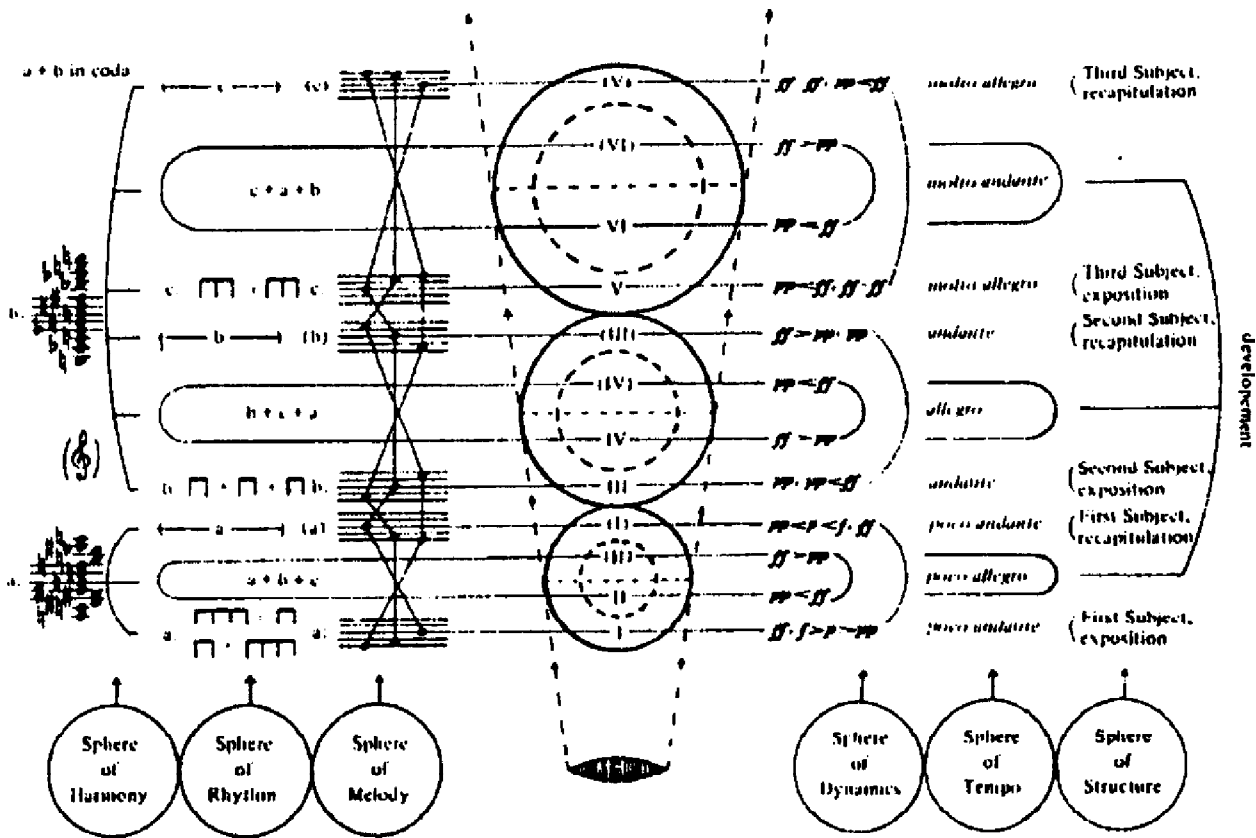 a + b in coda
c (c) (V) ff ff · pp < ff molto allegro Third Subject, recapitulation
(VI) ff > pp
c + a + b molto andante
VI pp < ff
c. + c. V pp < ff · ff · ff molto allegro Third Subject, exposition
b.
b (b) (III) ff > pp · pp andante Second Subject, recapitulation
(IV) pp < ff
b + c + a allegro
IV ff > pp
b. + + b. III pp · pp < ff andante Second Subject, exposition
a (a) (I) pp < p < f · ff poco andante First Subject, recapitulation
(II) ff > pp
a. a + b + c poco allegro
II pp < ff
a. + a. I ff · f > p > pp poco andante First Subject, exposition
+
developement
Sphere of Harmony
Sphere of Rhythm
Sphere of Melody
Sphere of Dynamics
Sphere of Tempo
Sphere of Structure